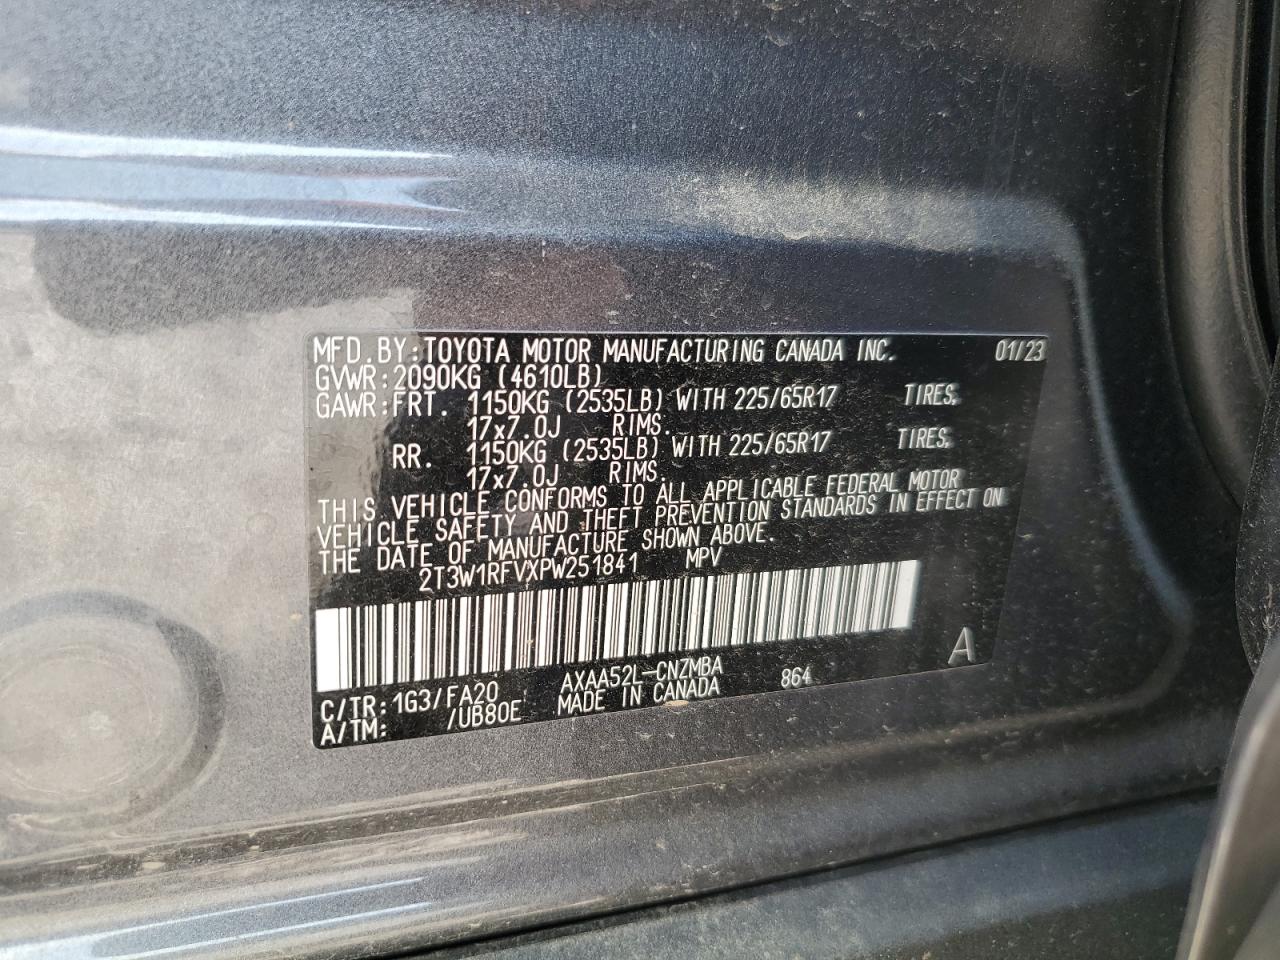 MFD.BY:TOYOTA MOTOR MANUFACTURING CANADA INC. 01/23
GVWR:2090KG (4610LB)
GAWR:FRT. 1150KG (2535LB) WITH 225/65R17 TIRES,
17x7.0J RIMS.
RR. 1150KG (2535LB) WITH 225/65R17 TIRES,
17x7.0J RIMS.
THIS VEHICLE CONFORMS TO ALL APPLICABLE FEDERAL MOTOR
VEHICLE SAFETY AND THEFT PREVENTION STANDARDS IN EFFECT ON
THE DATE OF MANUFACTURE SHOWN ABOVE.
2T3W1RFVXPW251841 MPV
A
C/TR:1G3/FA20 AXAA52L-CNZMBA 864
A/TM: /UB80E MADE IN CANADA